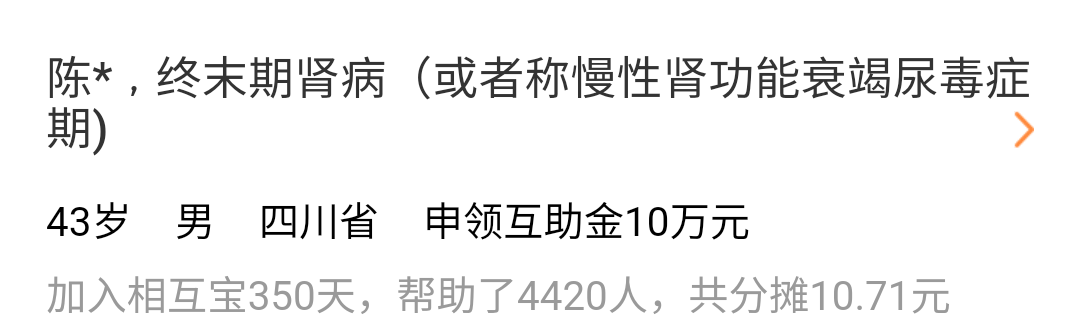 陈*，终末期肾病（或者称慢性肾功能衰竭尿毒症
期)
43岁 男 四川省 申领互助金10万元
加入相互宝350天，帮助了4420人，共分摊10.71元